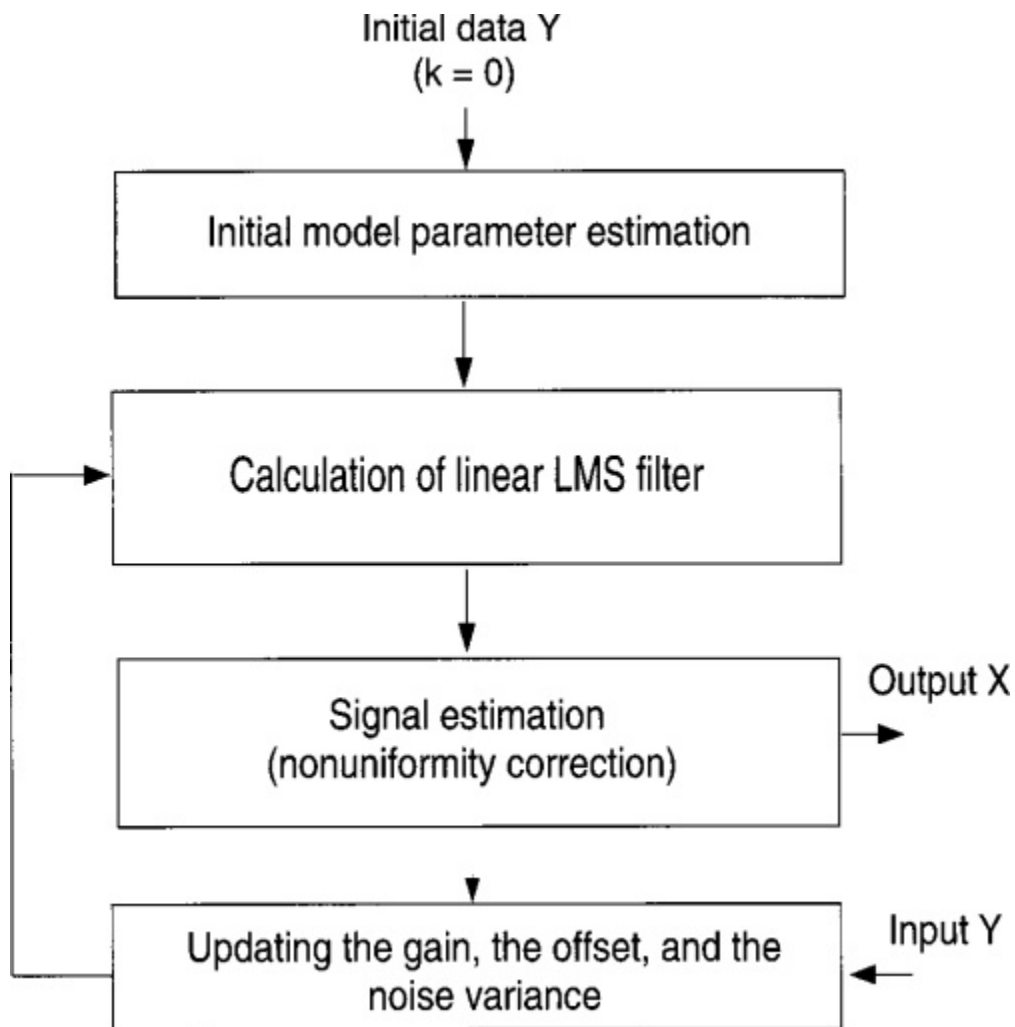 Initial data Y
(k = 0)
Initial model parameter estimation
Calculation of linear LMS filter
Signal estimation
(nonuniformity correction)
Output X
Updating the gain, the offset, and the
noise variance
Input Y